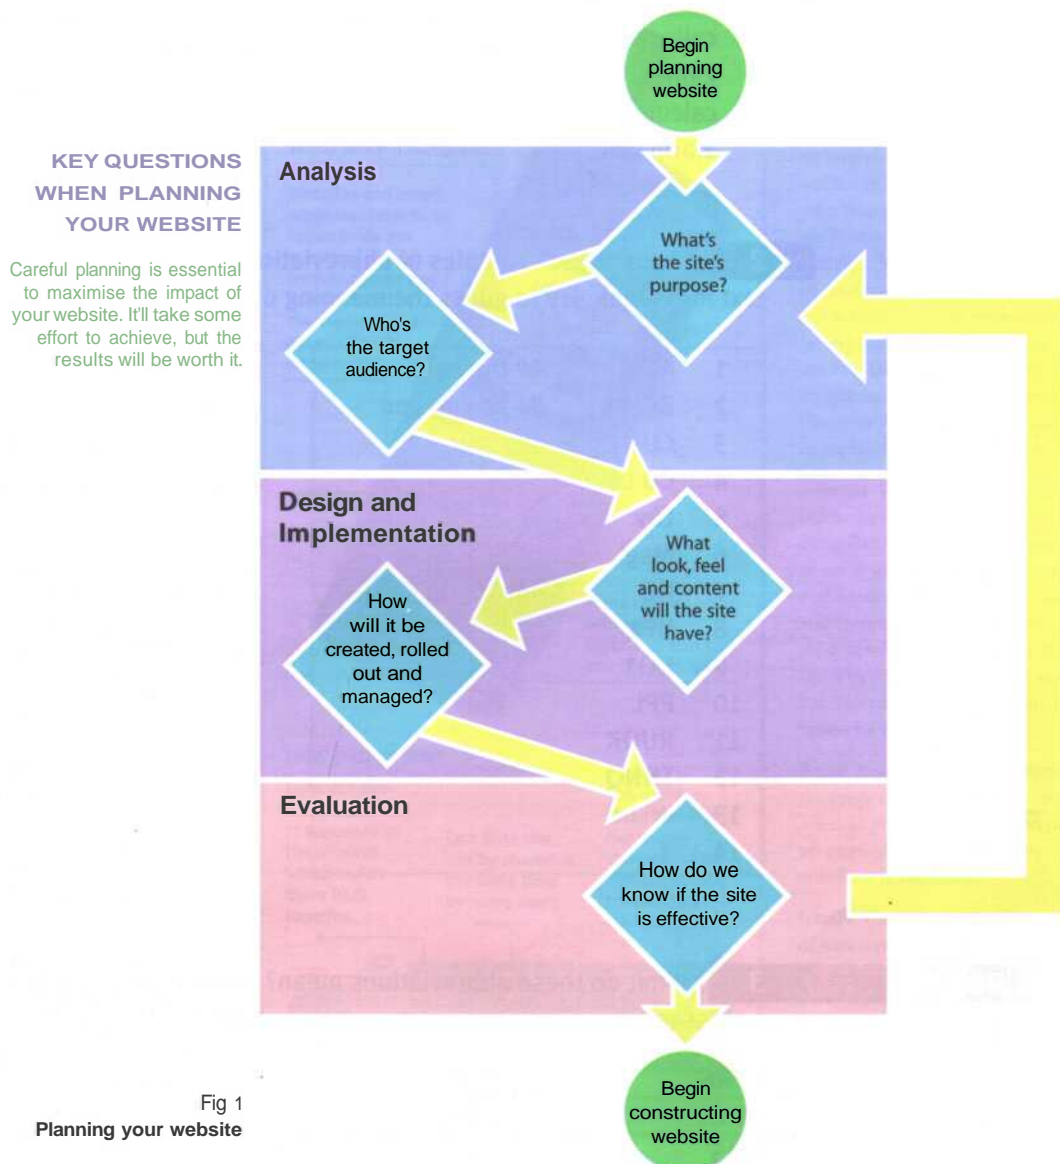 Begin
planning
website
KEY QUESTIONS
WHEN PLANNING
YOUR WEBSITE
Careful planning is essential
to maximise the impact of
your website. It'll take some
effort to achieve, but the
results will be worth it.
Analysis
What's
the site's
purpose?
Who's
the target
audience?
Design and
Implementation
What
look, feel
and content
will the site
have?
How
will it be
created, rolled
out and
managed?
Evaluation
How do we
know if the site
is effective?
Begin
constructing
website
Fig 1
Planning your website